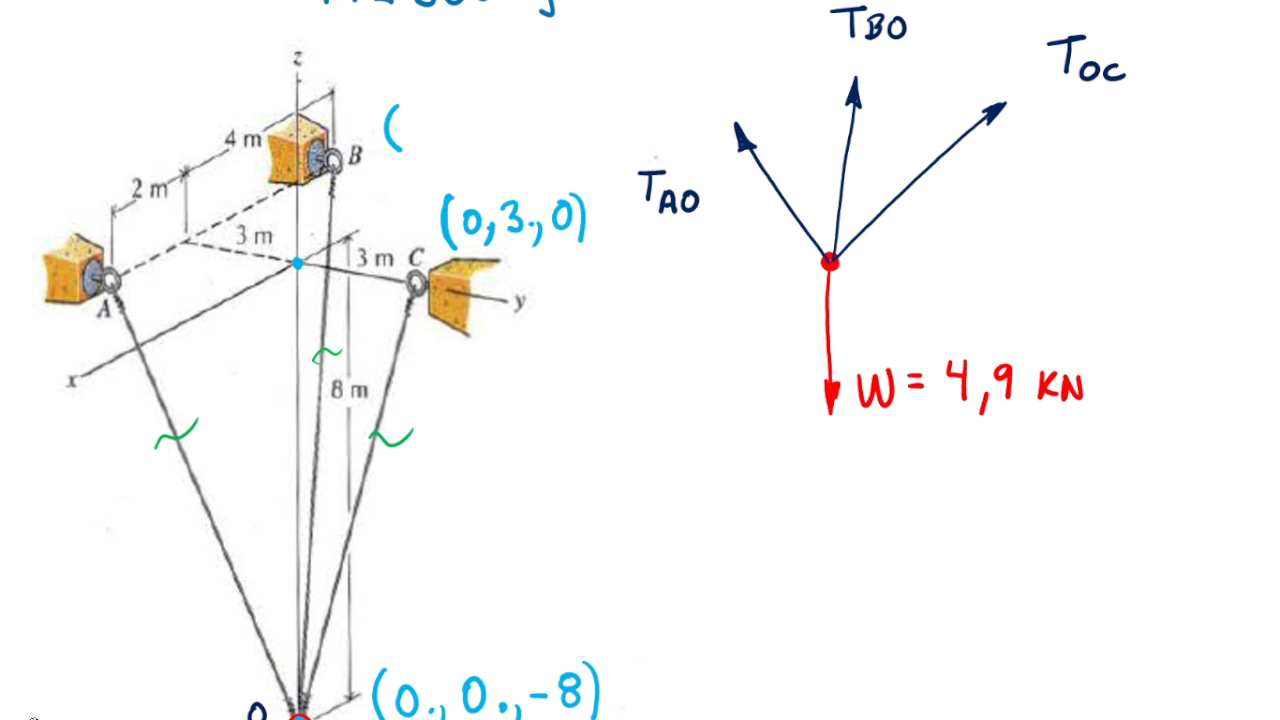 z
4 m
B
(
2 m
3 m
(0,3.,0)
3 m
C
y
A
x
8 m
O
(0.,0.,-8)
TBO
TOC
TAO
W = 4,9 KN